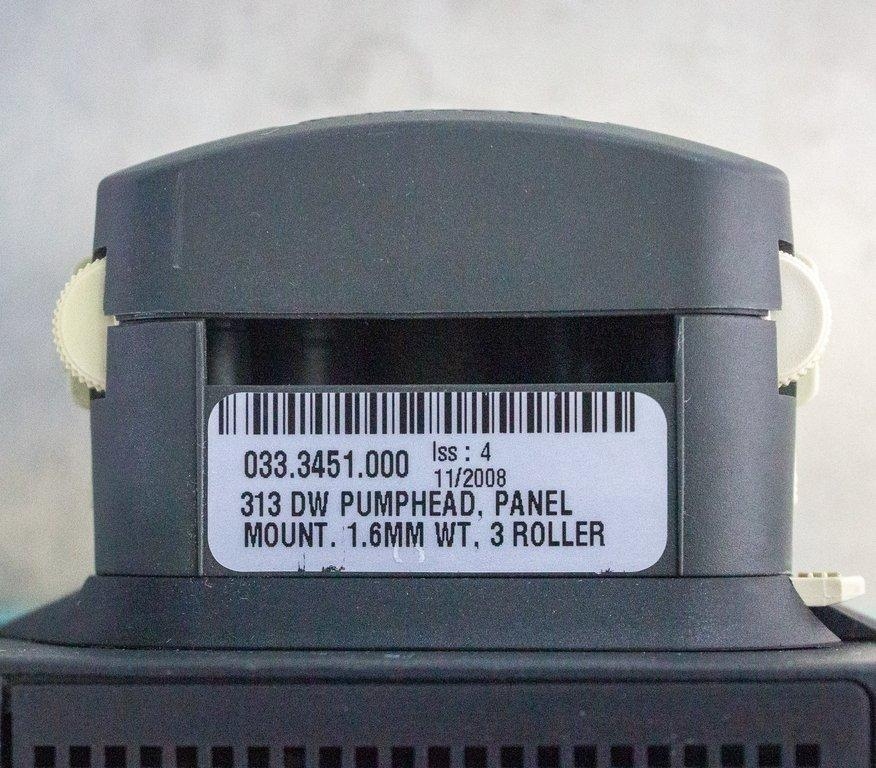 033.3451.000 Iss : 4
11/2008
313 DW PUMPHEAD, PANEL
MOUNT. 1.6MM WT, 3 ROLLER